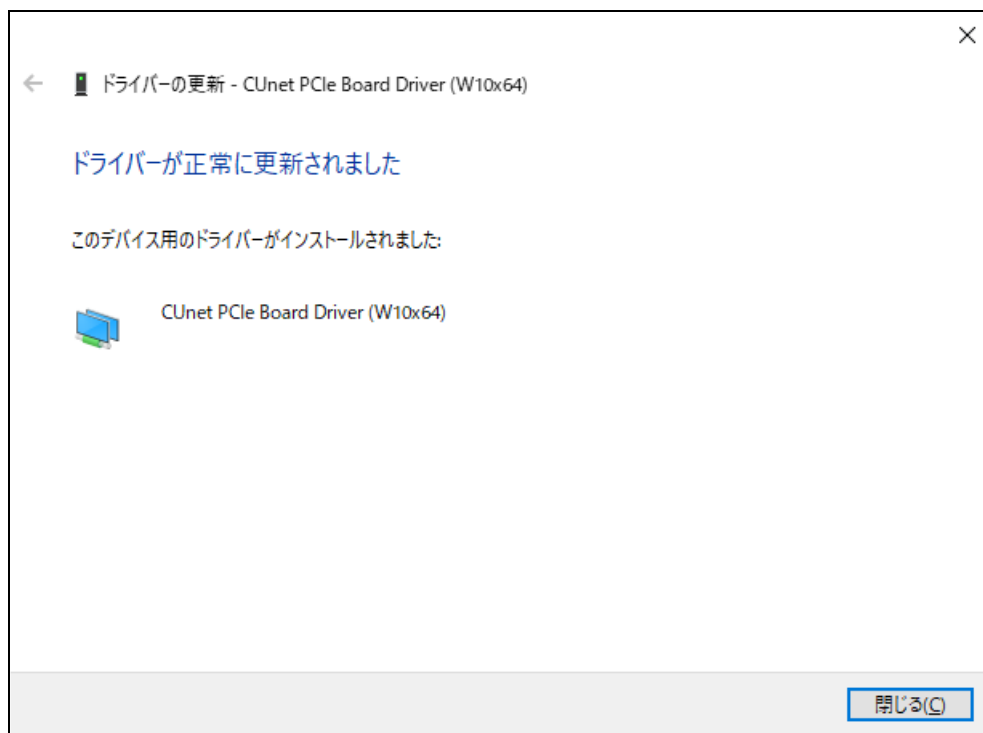 ドライバーの更新 - CUnet PCIe Board Driver (W10x64)
ドライバーが正常に更新されました
このデバイス用のドライバーがインストールされました:
CUnet PCIe Board Driver (W10x64)
閉じる(C)